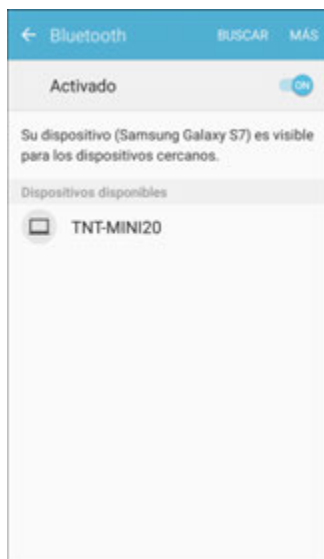 Bluetooth BUSCAR MÁS
Activado ON
Su dispositivo (Samsung Galaxy S7) es visible
para los dispositivos cercanos.
Dispositivos disponibles
TNT-MINI20